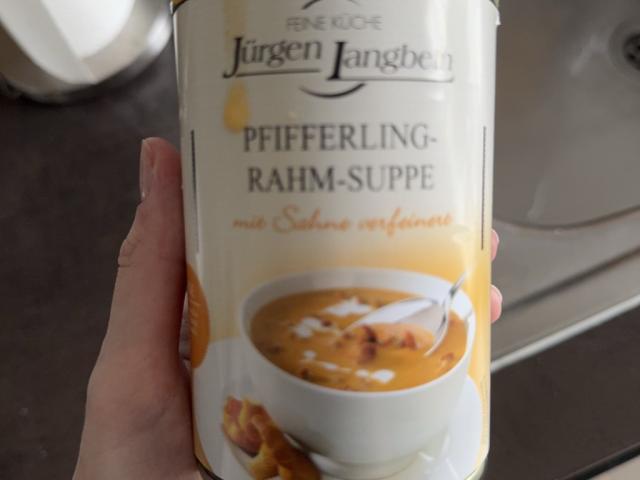 FEINE KÜCHE
Jürgen Langbein
PFIFFERLING-
RAHM-SUPPE
mit Sahne verfeinert